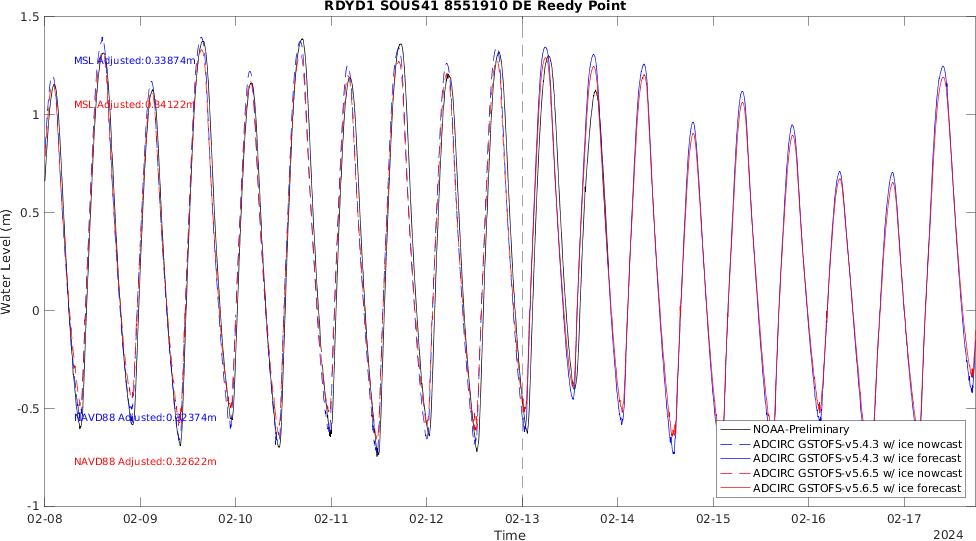 RDYD1 SOUS41 8551910 DE Reedy Point
1.5
MSL Adjusted:0.33874m
MSL Adjusted:0.34122m
1
0.5
Water Level (m)
0
-0.5
NAVD88 Adjusted:0.32374m
NAVD88 Adjusted:0.32622m
NOAA-Preliminary
ADCIRC GSTOFS-v5.4.3 w/ ice nowcast
ADCIRC GSTOFS-v5.4.3 w/ ice forecast
ADCIRC GSTOFS-v5.6.5 w/ ice nowcast
ADCIRC GSTOFS-v5.6.5 w/ ice forecast
-1
02-08 02-09 02-10 02-11 02-12 02-13 02-14 02-15 02-16 02-17
Time
2024